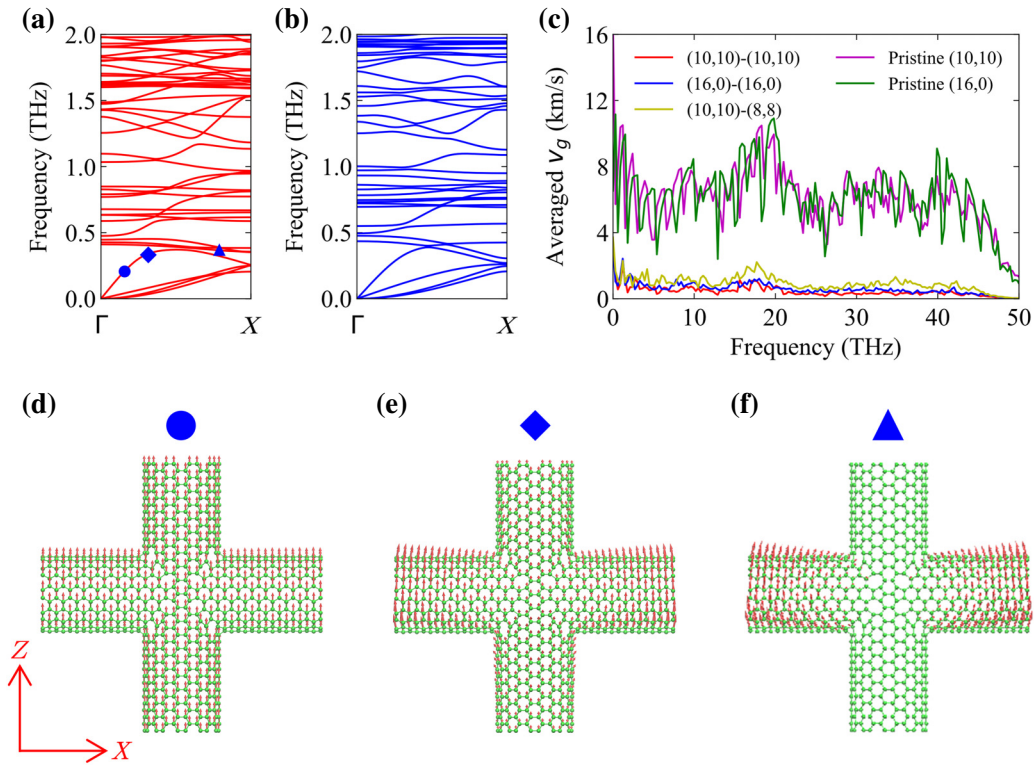 (a)
(b)
(c)
Frequency (THz)
2.0
1.5
1.0
0.5
0.0
Γ
X
Frequency (THz)
2.0
1.5
1.0
0.5
0.0
Γ
X
Averaged vg (km/s)
16
12
8
4
0
(10,10)-(10,10)
(16,0)-(16,0)
(10,10)-(8,8)
Pristine (10,10)
Pristine (16,0)
0 10 20 30 40 50
Frequency (THz)
(d)
(e)
(f)
Z
X